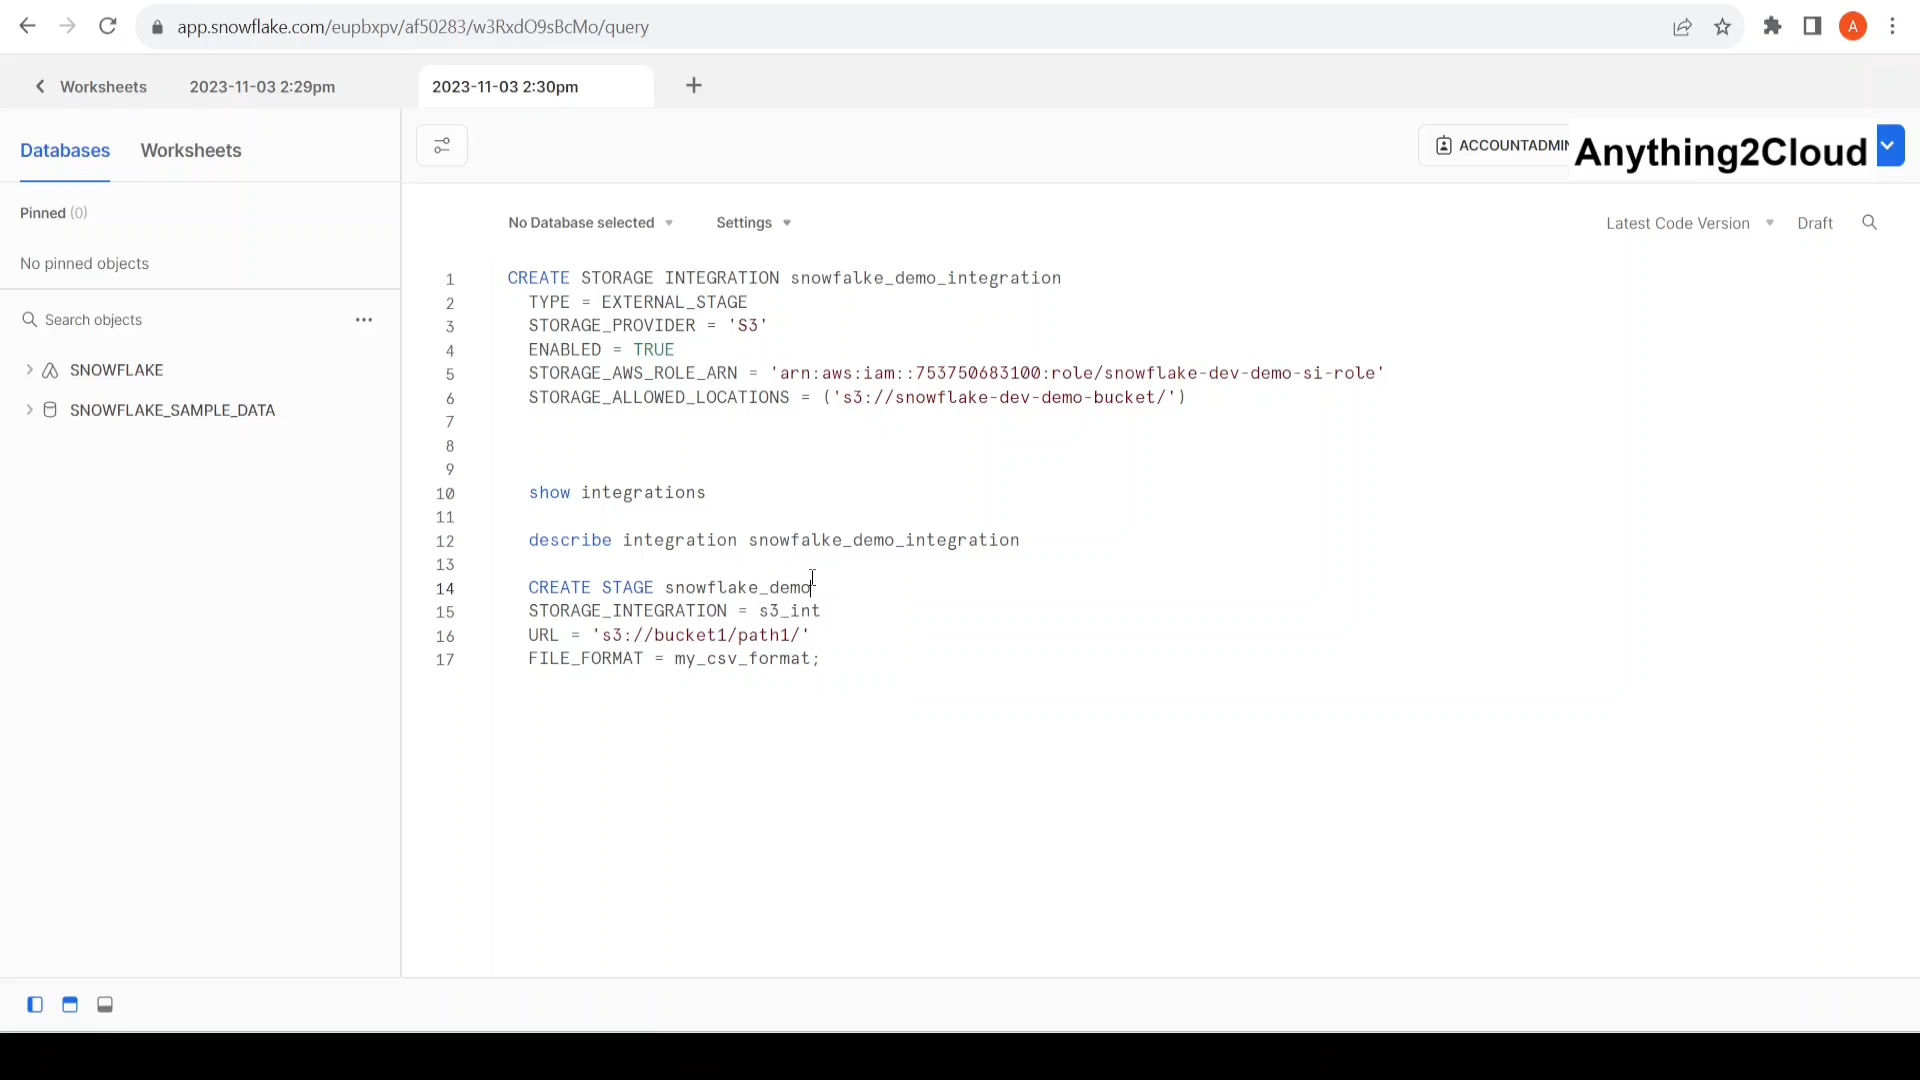 app.snowflake.com/eupbxpv/af50283/w3RxdO9sBcMo/query
A
Worksheets
2023-11-03 2:29pm
2023-11-03 2:30pm
Databases
Worksheets
ACCOUNTADMIN
Anything2Cloud
Pinned (0)
No pinned objects
Search objects
SNOWFLAKE
SNOWFLAKE_SAMPLE_DATA
No Database selected
Settings
Latest Code Version
Draft
1 CREATE STORAGE INTEGRATION snowfalke_demo_integration
2 TYPE = EXTERNAL_STAGE
3 STORAGE_PROVIDER = 'S3'
4 ENABLED = TRUE
5 STORAGE_AWS_ROLE_ARN = 'arn:aws:iam::753750683100:role/snowflake-dev-demo-si-role'
6 STORAGE_ALLOWED_LOCATIONS = ('s3://snowflake-dev-demo-bucket/')
7
8
9
10 show integrations
11
12 describe integration snowfalke_demo_integration
13
14 CREATE STAGE snowflake_demo
15 STORAGE_INTEGRATION = s3_int
16 URL = 's3://bucket1/path1/'
17 FILE_FORMAT = my_csv_format;